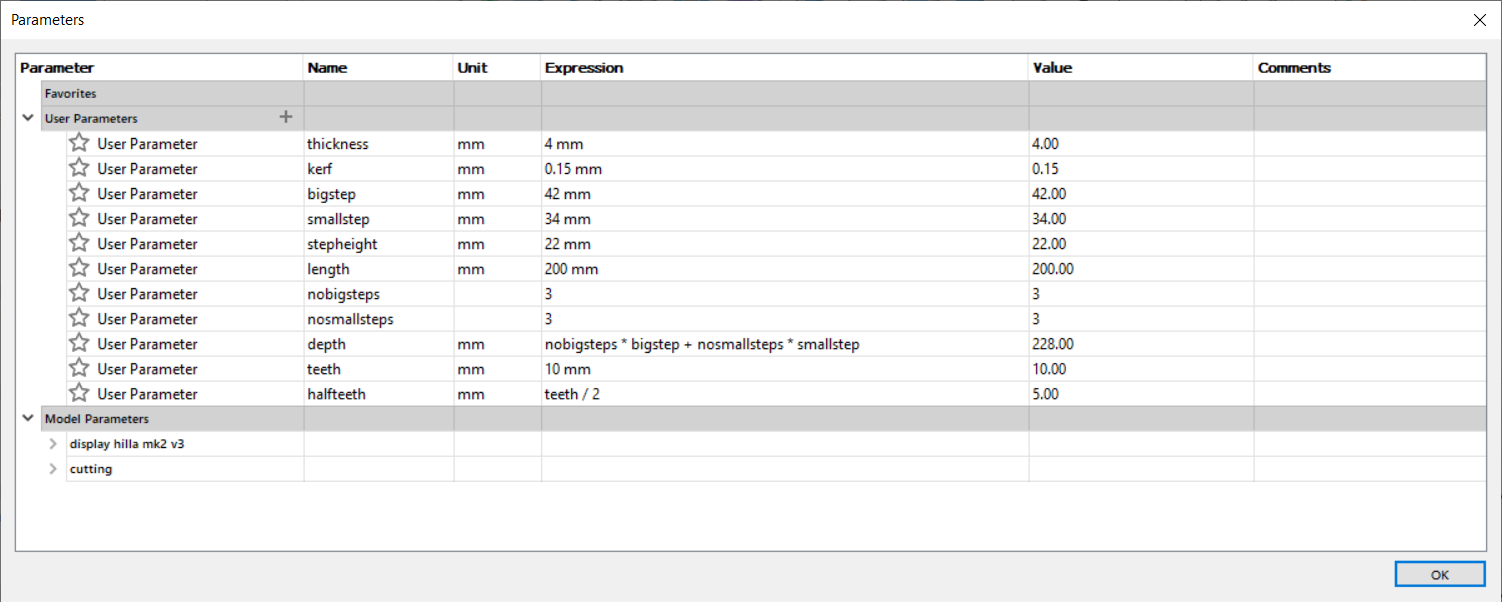 Parameters
Parameter Name Unit Expression Value Comments
Favorites
User Parameters +
User Parameter thickness mm 4 mm 4.00
User Parameter kerf mm 0.15 mm 0.15
User Parameter bigstep mm 42 mm 42.00
User Parameter smallstep mm 34 mm 34.00
User Parameter stepheight mm 22 mm 22.00
User Parameter length mm 200 mm 200.00
User Parameter nobigsteps 3 3
User Parameter nosmallsteps 3 3
User Parameter depth mm nobigsteps * bigstep + nosmallsteps * smallstep 228.00
User Parameter teeth mm 10 mm 10.00
User Parameter halfteeth mm teeth / 2 5.00
Model Parameters
display hilla mk2 v3
cutting
OK